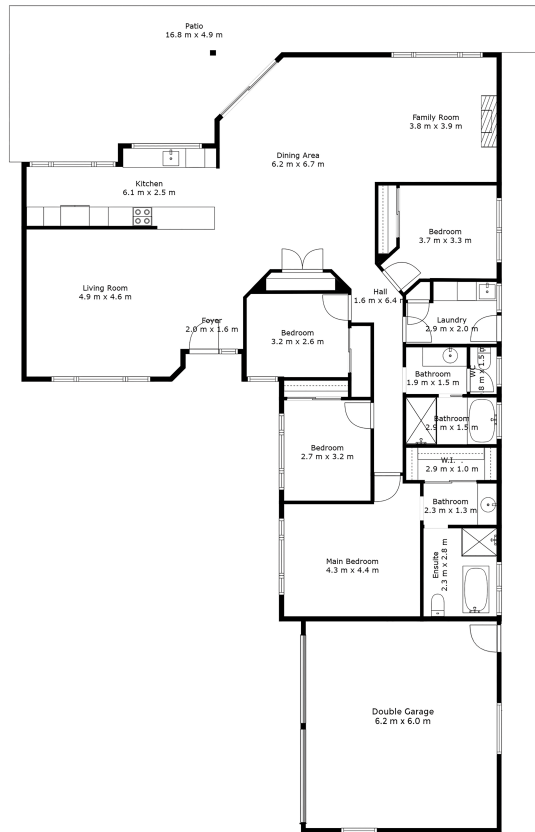 Patio
16.8 m x 4.9 m
Family Room
3.8 m x 3.9 m
Dining Area
6.2 m x 6.7 m
Kitchen
6.1 m x 2.5 m
Bedroom
3.7 m x 3.3 m
Living Room
4.9 m x 4.6 m
Hall
1.6 m x 6.4 m
Foyer
2.0 m x 1.6 m
Laundry
2.9 m x 2.0 m
Bedroom
3.2 m x 2.6 m
WC
8 m x 1.5 m
Bathroom
1.9 m x 1.5 m
Bathroom
2.9 m x 1.5 m
Bedroom
2.7 m x 3.2 m
W.I.
2.9 m x 1.0 m
Bathroom
2.3 m x 1.3 m
Main Bedroom
4.3 m x 4.4 m
Ensuite
2.3 m x 2.8 m
Double Garage
6.2 m x 6.0 m